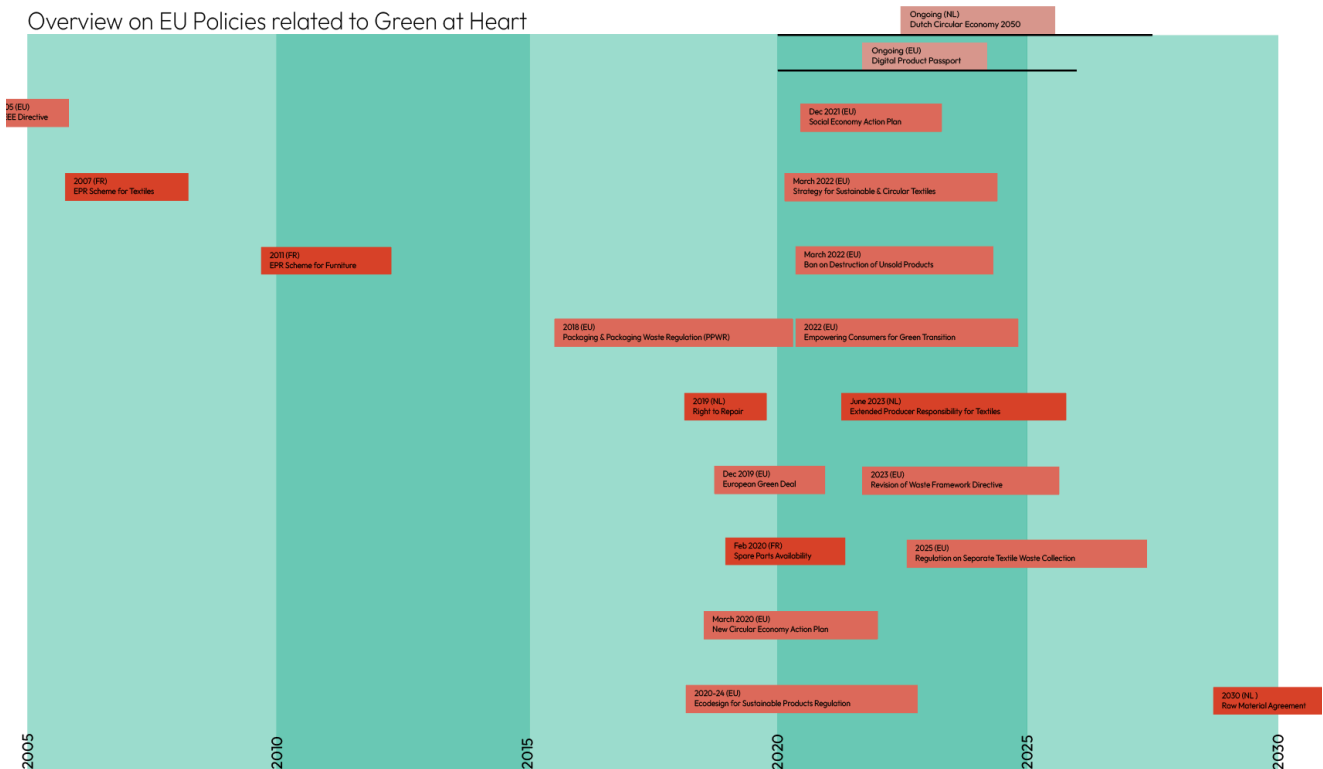 Overview on EU Policies related to Green at Heart
Ongoing (NL)
Dutch Circular Economy 2050
Ongoing (EU)
Digital Product Passport
05 (EU)
EE Directive
Dec 2021 (EU)
Social Economy Action Plan
2007 (FR)
EPR Scheme for Textiles
March 2022 (EU)
Strategy for Sustainable & Circular Textiles
2011 (FR)
EPR Scheme for Furniture
March 2022 (EU)
Ban on Destruction of Unsold Products
2018 (EU)
Packaging & Packaging Waste Regulation (PPWR)
2022 (EU)
Empowering Consumers for Green Transition
2019 (NL)
Right to Repair
June 2023 (NL)
Extended Producer Responsibility for Textiles
Dec 2019 (EU)
European Green Deal
2023 (EU)
Revision of Waste Framework Directive
Feb 2020 (FR)
Spare Parts Availability
2025 (EU)
Regulation on Separate Textile Waste Collection
March 2020 (EU)
New Circular Economy Action Plan
2020-24 (EU)
Ecodesign for Sustainable Products Regulation
2030 (NL )
Raw Material Agreement
2005
2010
2015
2020
2025
2030